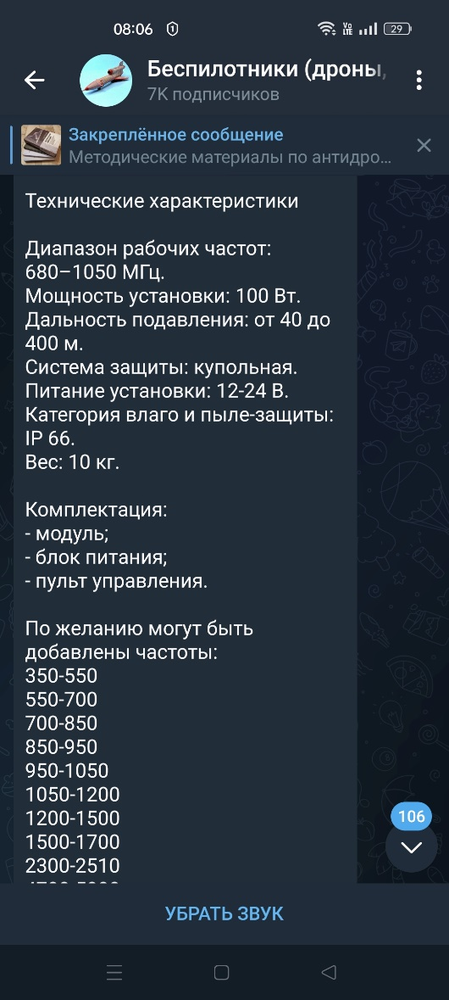 08:06
Vo
LTE
29
Беспилотники (дроны,
7K подписчиков
Закреплённое сообщение
Методические материалы по антидро...
Технические характеристики
Диапазон рабочих частот:
680–1050 МГц.
Мощность установки: 100 Вт.
Дальность подавления: от 40 до
400 м.
Система защиты: купольная.
Питание установки: 12-24 В.
Категория влаго и пыле-защиты:
IP 66.
Вес: 10 кг.
Комплектация:
- модуль;
- блок питания;
- пульт управления.
По желанию могут быть
добавлены частоты:
350-550
550-700
700-850
850-950
950-1050
1050-1200
1200-1500
1500-1700
2300-2510
106
УБРАТЬ ЗВУК